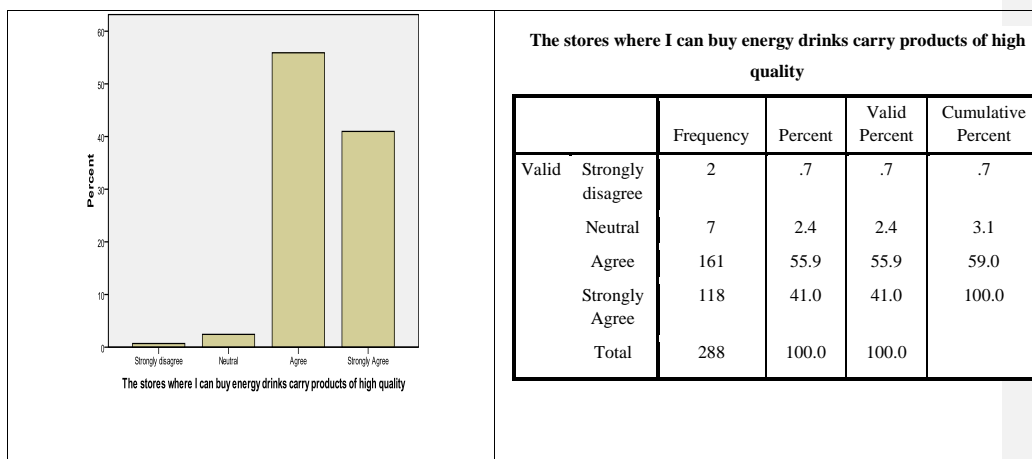 60
50
40
30
20
10
0
Percent
Strongly disagree Neutral Agree Strongly Agree
The stores where I can buy energy drinks carry products of high quality
The stores where I can buy energy drinks carry products of high
quality
Frequency Percent Valid Percent Cumulative Percent
Valid Strongly disagree 2 .7 .7 .7
Neutral 7 2.4 2.4 3.1
Agree 161 55.9 55.9 59.0
Strongly Agree 118 41.0 41.0 100.0
Total 288 100.0 100.0